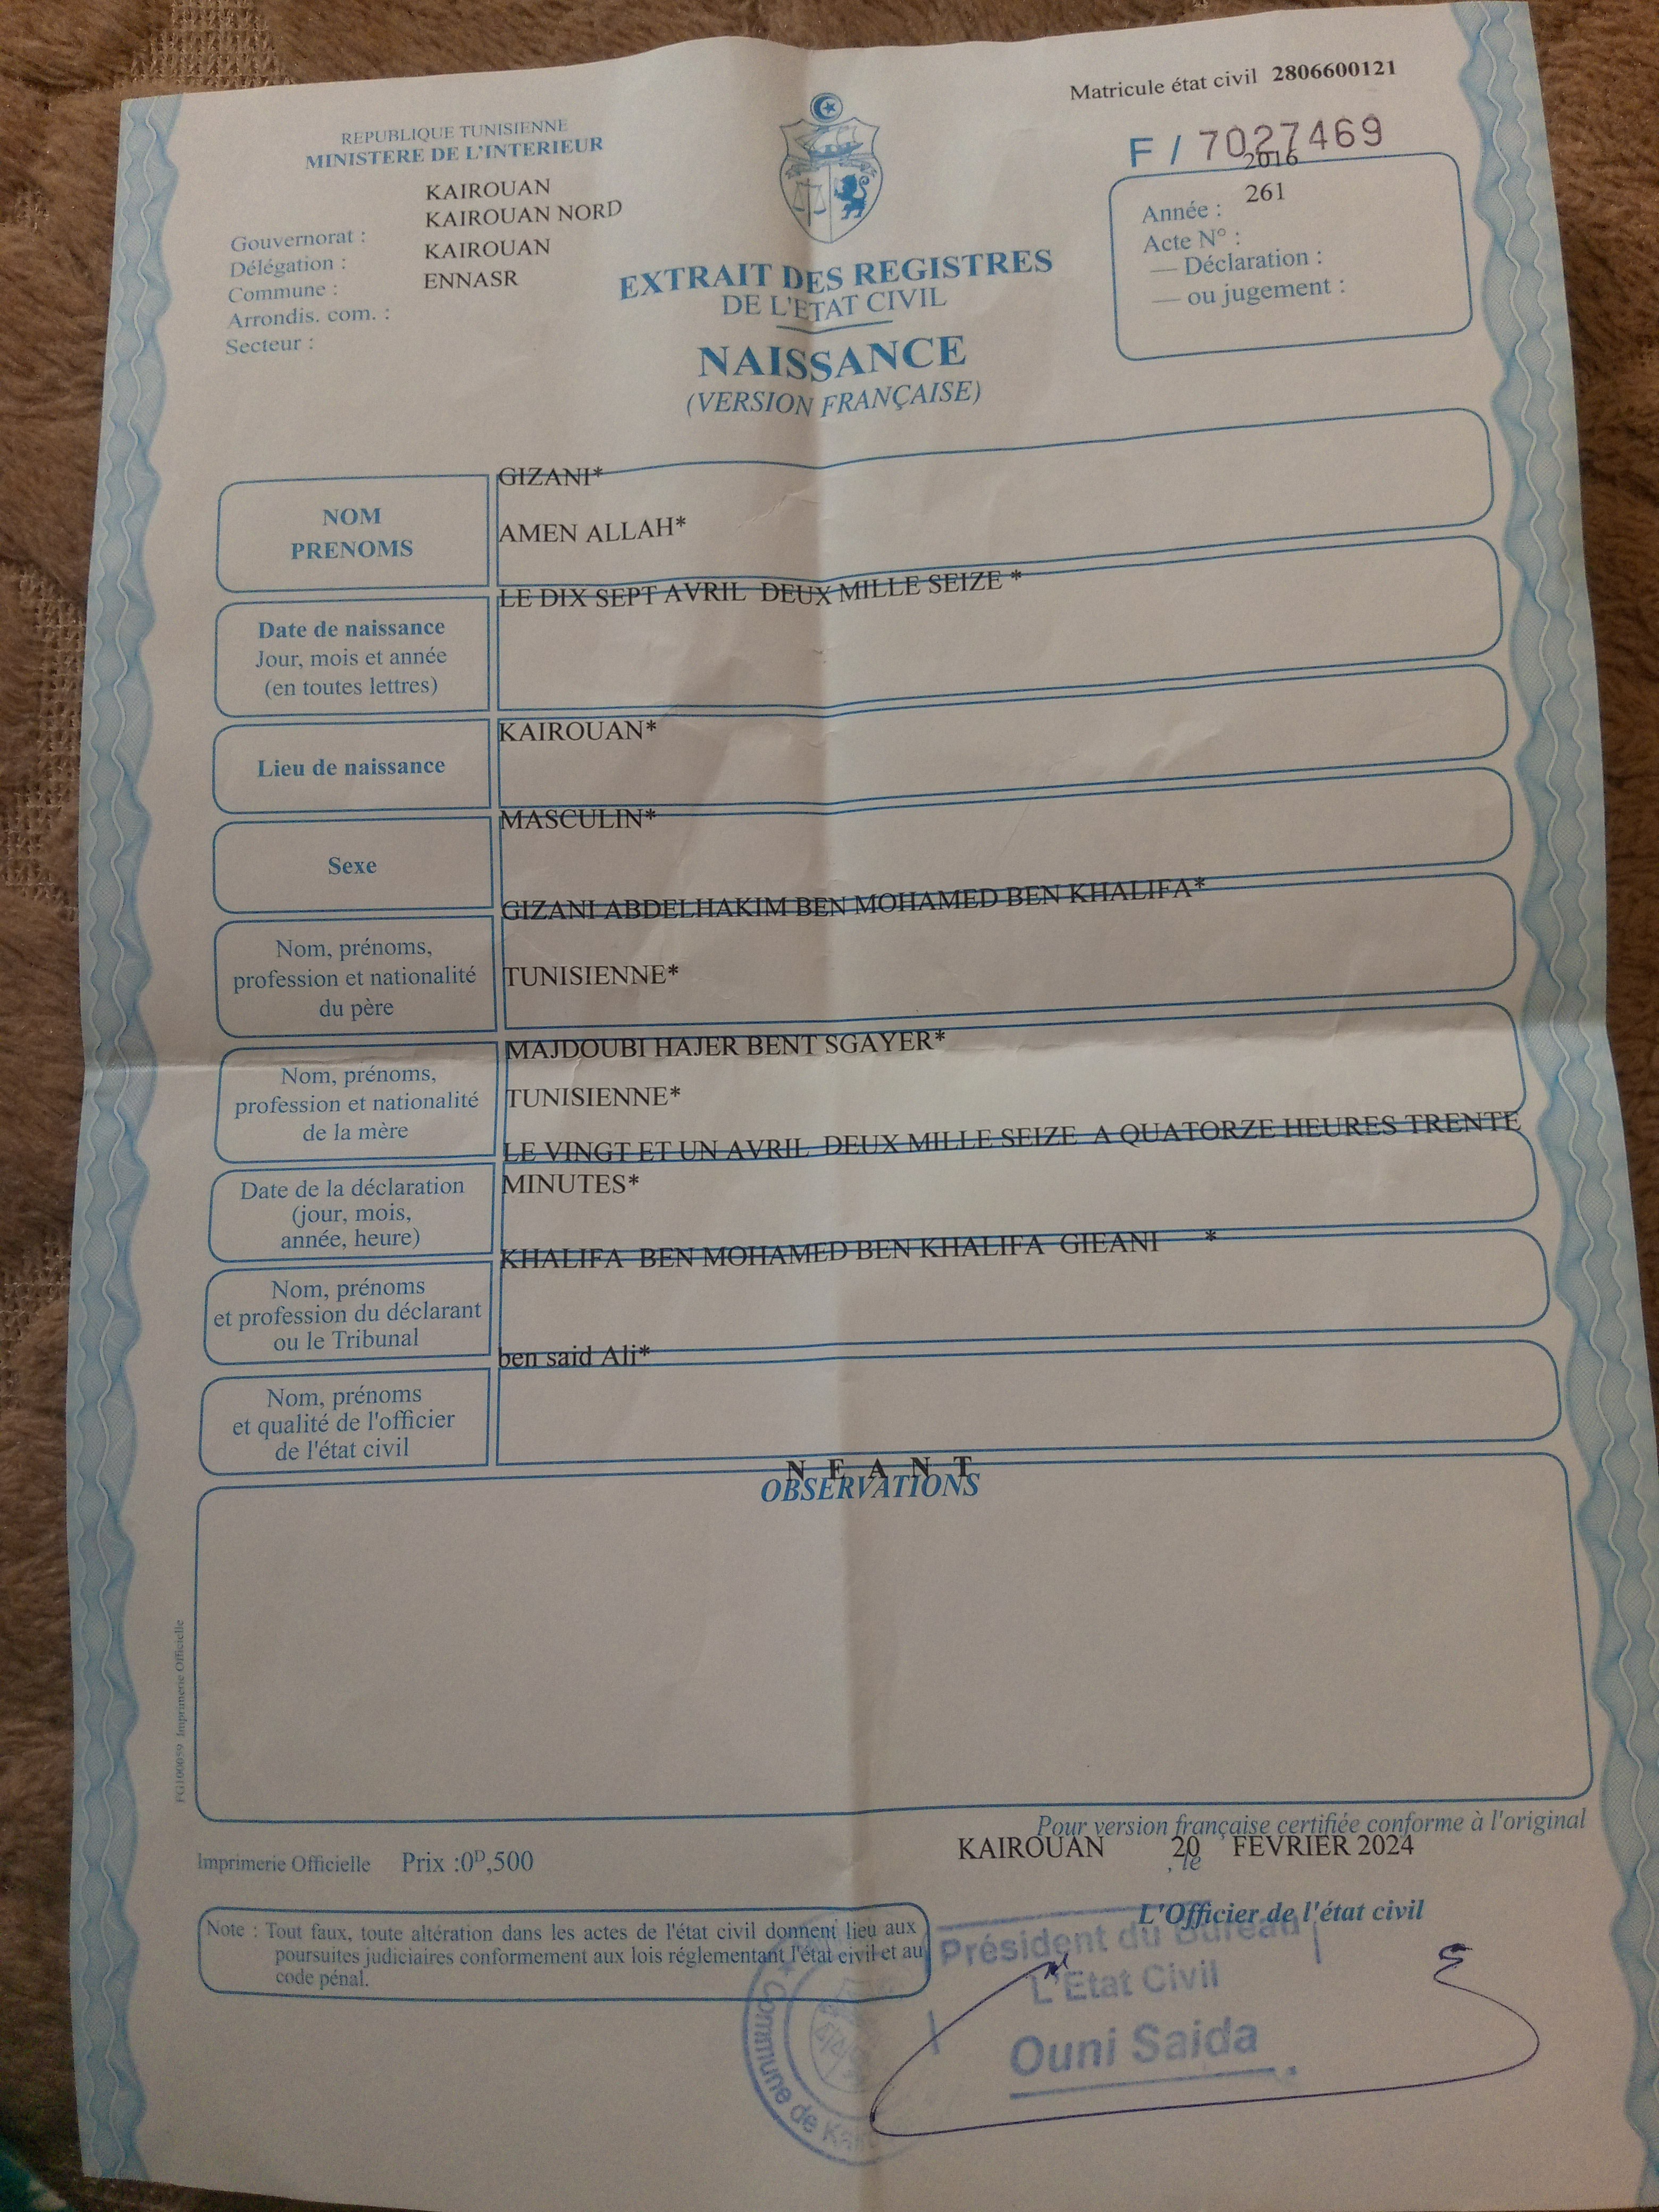 Matricule état civil 2806600121
REPUBLIQUE TUNISIENNE
MINISTERE DE L'INTERIEUR
F / 7027469
2016
KAIROUAN
KAIROUAN NORD
KAIROUAN
ENNASR
Gouvernorat :
Délégation :
Commune :
Arrondis. com. :
Secteur :
261
Année :
Acte N° :
— Déclaration :
— ou jugement :
EXTRAIT DES REGISTRES
DE L'ETAT CIVIL
NAISSANCE
(VERSION FRANÇAISE)
NOM
PRENOMS
GIZANI*
AMEN ALLAH*
Date de naissance
Jour, mois et année
(en toutes lettres)
LE DIX SEPT AVRIL DEUX MILLE SEIZE *
Lieu de naissance
KAIROUAN*
Sexe
MASCULIN*
Nom, prénoms,
profession et nationalité
du père
GIZANI ABDELHAKIM BEN MOHAMED BEN KHALIFA*
TUNISIENNE*
Nom, prénoms,
profession et nationalité
de la mère
MAJDOUBI HAJER BENT SGAYER*
TUNISIENNE*
Date de la déclaration
(jour, mois,
année, heure)
LE VINGT ET UN AVRIL DEUX MILLE SEIZE A QUATORZE HEURES TRENTE
MINUTES*
Nom, prénoms
et profession du déclarant
ou le Tribunal
KHALIFA BEN MOHAMED BEN KHALIFA GIEANI *
Nom, prénoms
et qualité de l'officier
de l'état civil
ben said Ali*
N E A N T
OBSERVATIONS
FG100059 Imprimerie Officielle
Pour version française certifiée conforme à l'original
KAIROUAN , le 20 FEVRIER 2024
Imprimerie Officielle Prix :0ᴰ,500
L'Officier de l'état civil
Note : Tout faux, toute altération dans les actes de l'état civil donnent lieu aux
poursuites judiciaires conformement aux lois réglementant l'état civil et au
code pénal.
Président du Bureau
L'Etat Civil
Ouni Saida
Commune de